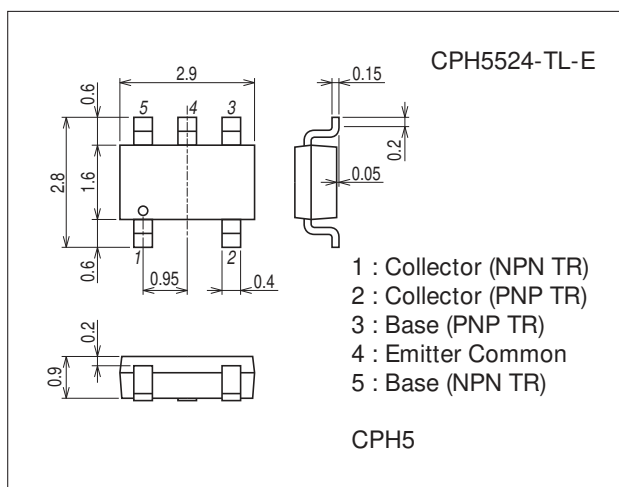 CPH5524-TL-E
2.9
0.15
0.6
5 4 3
0.2
2.8
1.6
0.05
0.6
1 2
0.95
0.4
0.2
0.9
1 : Collector (NPN TR)
2 : Collector (PNP TR)
3 : Base (PNP TR)
4 : Emitter Common
5 : Base (NPN TR)
CPH5